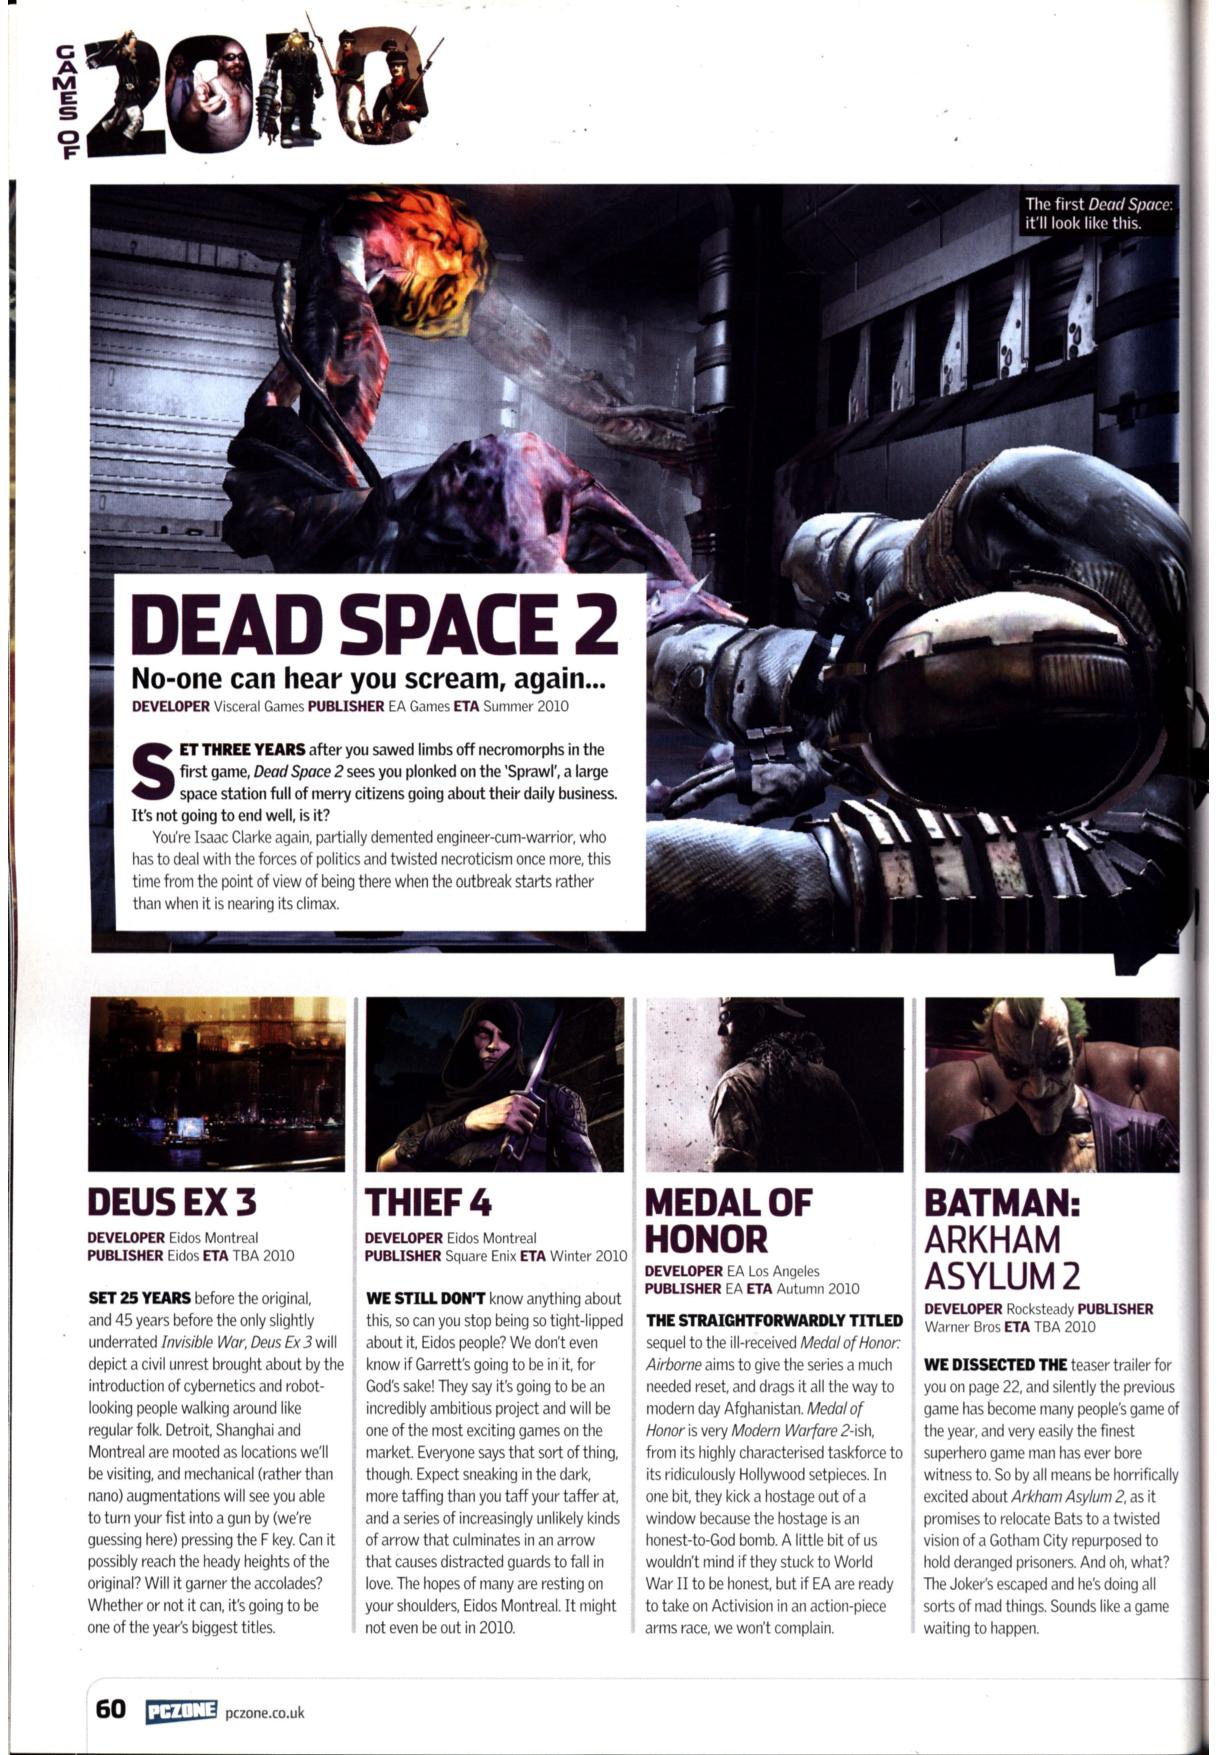 GAMES OF
2010
The first Dead Space:
it'll look like this.
DEAD SPACE 2
No-one can hear you scream, again...
DEVELOPER Visceral Games PUBLISHER EA Games ETA Summer 2010
SET THREE YEARS after you sawed limbs off necromorphs in the
first game, Dead Space 2 sees you plonked on the 'Sprawl', a large
space station full of merry citizens going about their daily business.
It's not going to end well, is it?
You're Isaac Clarke again, partially demented engineer-cum-warrior, who
has to deal with the forces of politics and twisted necroticism once more, this
time from the point of view of being there when the outbreak starts rather
than when it is nearing its climax.
DEUS EX 3
DEVELOPER Eidos Montreal
PUBLISHER Eidos ETA TBA 2010
SET 25 YEARS before the original,
and 45 years before the only slightly
underrated Invisible War, Deus Ex 3 will
depict a civil unrest brought about by the
introduction of cybernetics and robot-
looking people walking around like
regular folk. Detroit, Shanghai and
Montreal are mooted as locations we'll
be visiting, and mechanical (rather than
nano) augmentations will see you able
to turn your fist into a gun by (we're
guessing here) pressing the F key. Can it
possibly reach the heady heights of the
original? Will it garner the accolades?
Whether or not it can, it's going to be
one of the year's biggest titles.
THIEF 4
DEVELOPER Eidos Montreal
PUBLISHER Square Enix ETA Winter 2010
WE STILL DON'T know anything about
this, so can you stop being so tight-lipped
about it, Eidos people? We don't even
know if Garrett's going to be in it, for
God's sake! They say it's going to be an
incredibly ambitious project and will be
one of the most exciting games on the
market. Everyone says that sort of thing,
though. Expect sneaking in the dark,
more taffing than you taff your taffer at,
and a series of increasingly unlikely kinds
of arrow that culminates in an arrow
that causes distracted guards to fall in
love. The hopes of many are resting on
your shoulders, Eidos Montreal. It might
not even be out in 2010.
MEDAL OF
HONOR
DEVELOPER EA Los Angeles
PUBLISHER EA ETA Autumn 2010
THE STRAIGHTFORWARDLY TITLED
sequel to the ill-received Medal of Honor:
Airborne aims to give the series a much
needed reset, and drags it all the way to
modern day Afghanistan. Medal of
Honor is very Modern Warfare 2-ish,
from its highly characterised taskforce to
its ridiculously Hollywood setpieces. In
one bit, they kick a hostage out of a
window because the hostage is an
honest-to-God bomb. A little bit of us
wouldn't mind if they stuck to World
War II to be honest, but if EA are ready
to take on Activision in an action-piece
arms race, we won't complain.
BATMAN:
ARKHAM
ASYLUM 2
DEVELOPER Rocksteady PUBLISHER
Warner Bros ETA TBA 2010
WE DISSECTED THE teaser trailer for
you on page 22, and silently the previous
game has become many people's game of
the year, and very easily the finest
superhero game man has ever bore
witness to. So by all means be horrifically
excited about Arkham Asylum 2, as it
promises to relocate Bats to a twisted
vision of a Gotham City repurposed to
hold deranged prisoners. And oh, what?
The Joker's escaped and he's doing all
sorts of mad things. Sounds like a game
waiting to happen.
60 PCZONE pczone.co.uk